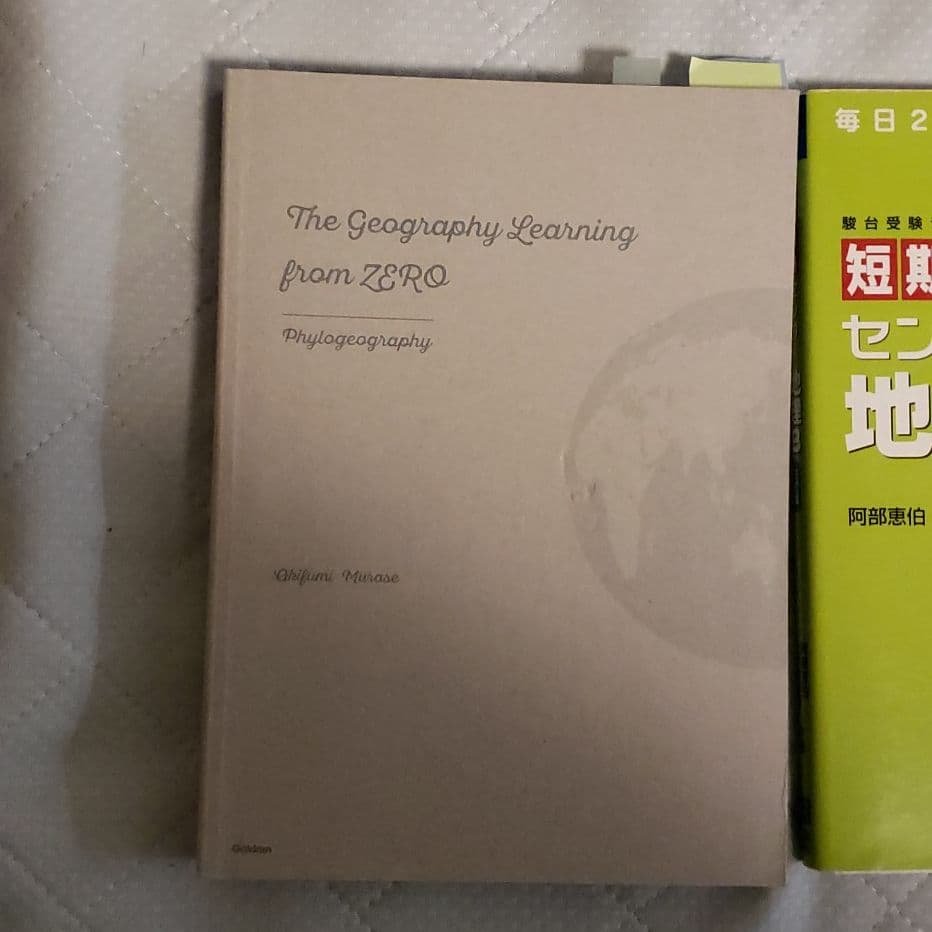 The Geography Learning
from ZERO
Phylogeography
Akifumi Murase
Gakken
毎日2
駿台受験
短期
セン
地
阿部恵伯